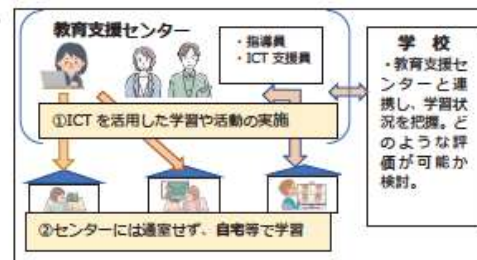 教育支援センター
・指導員
・ICT 支援員
①ICT を活用した学習や活動の実施
②センターには通室せず、自宅等で学習
学 校
・教育支援セ
ンターと連
携し、学習状
況を把握。ど
のような評
価が可能か
検討。